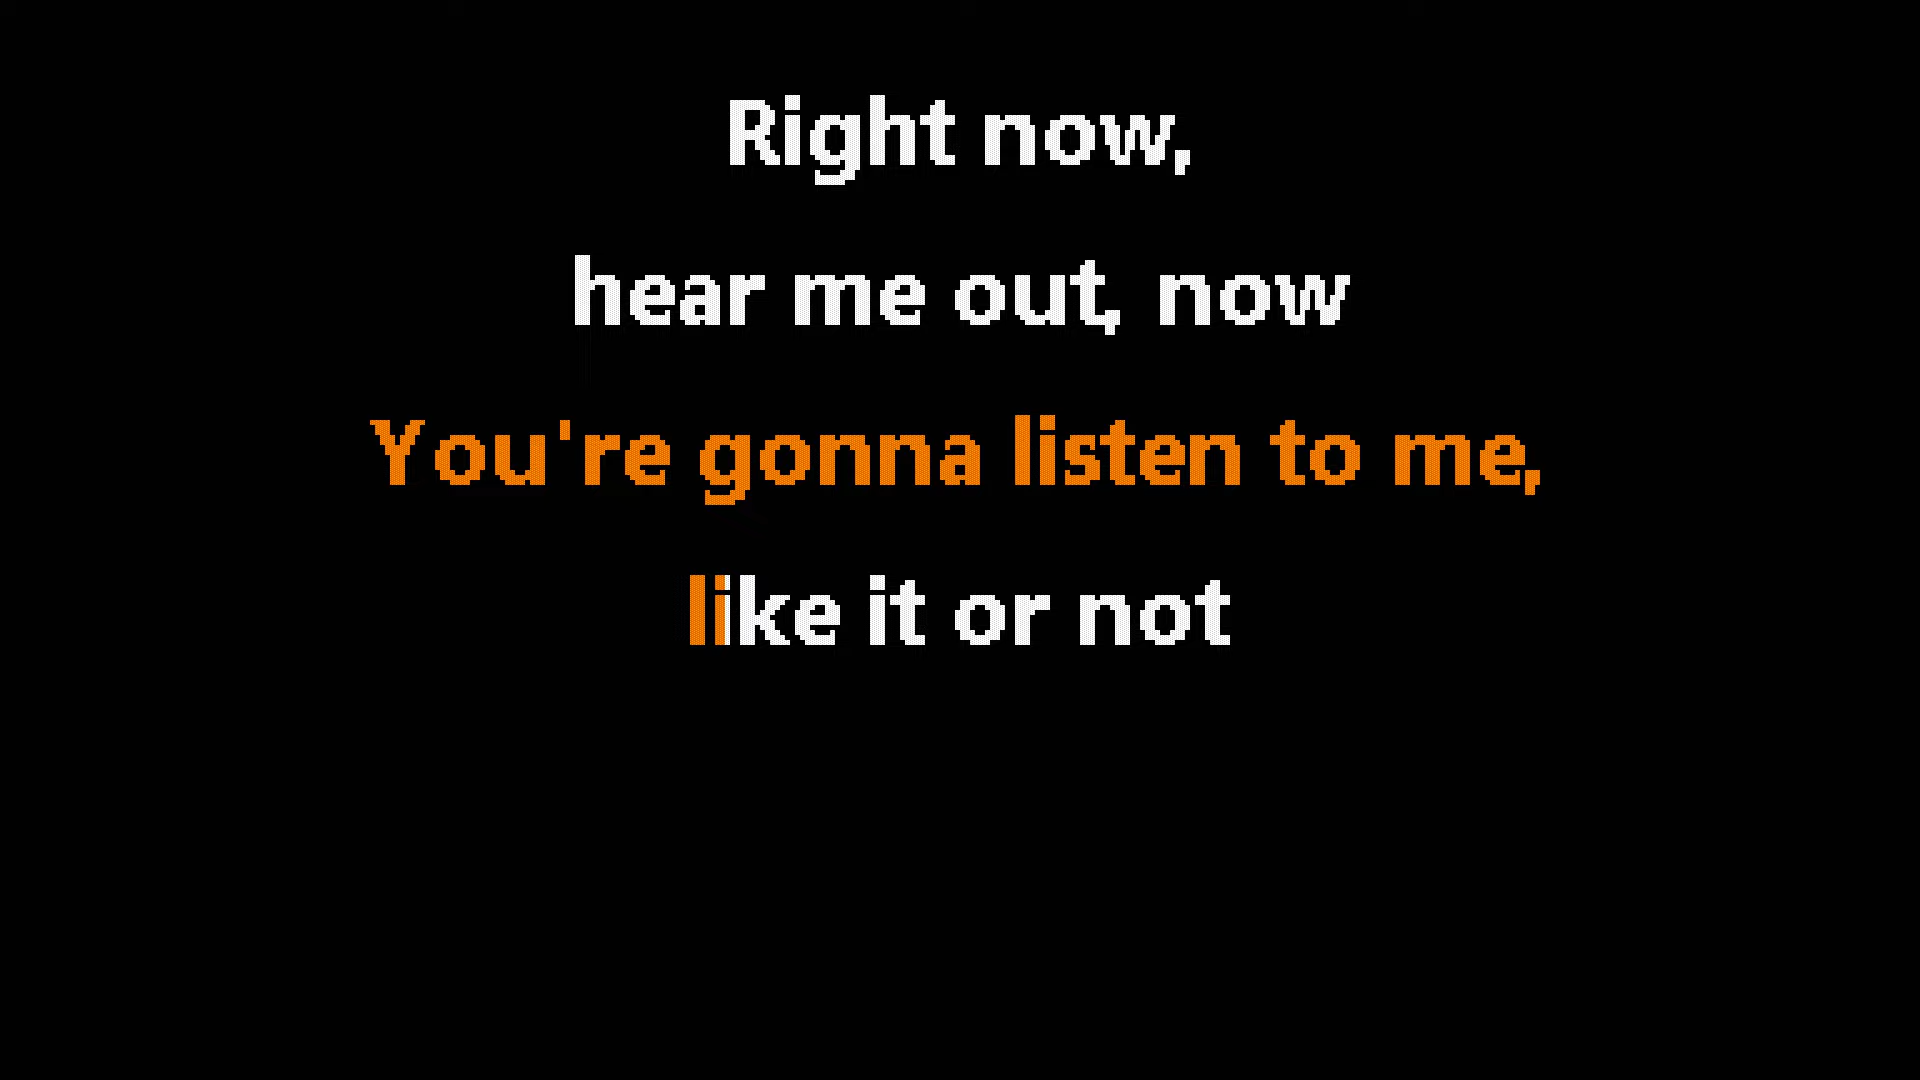 Right now,
hear me out, now
You're gonna listen to me,
like it or not